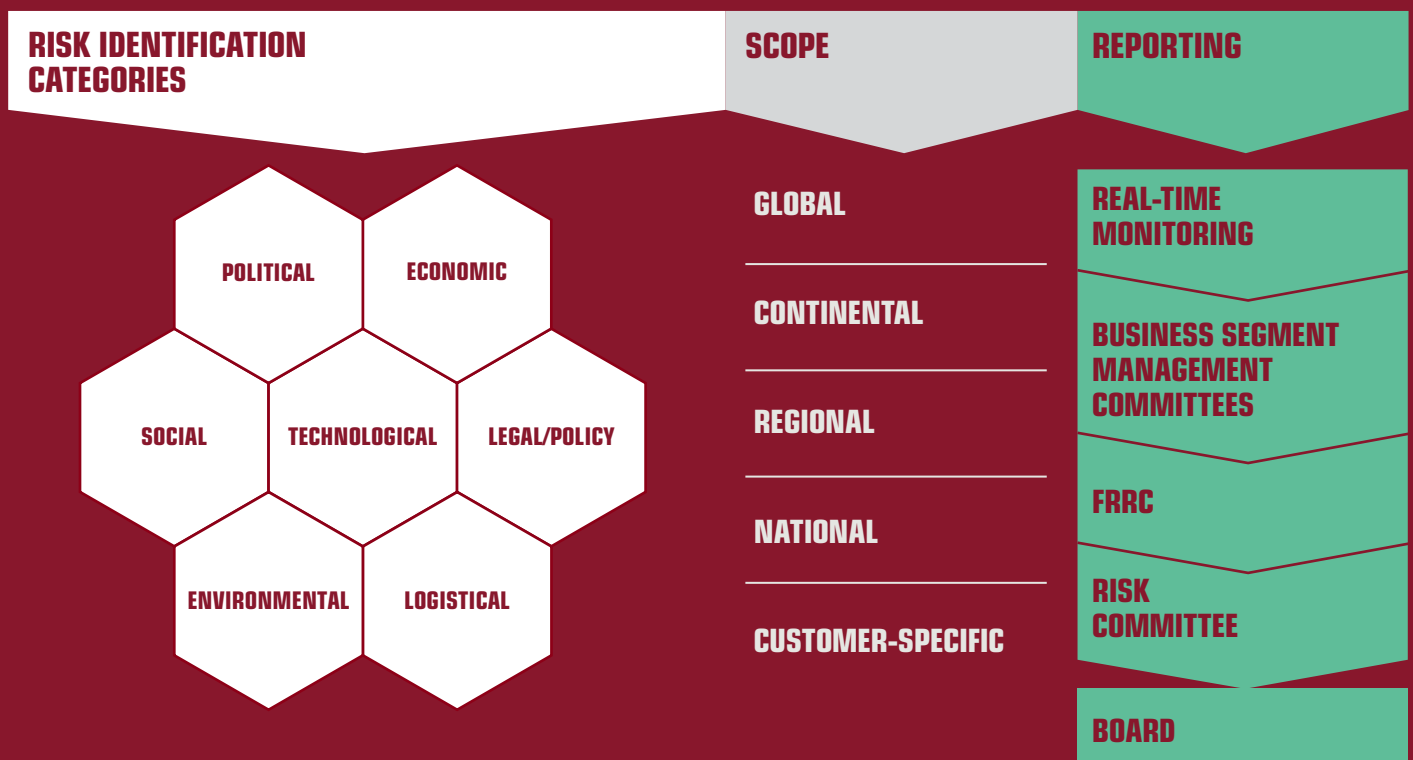 RISK IDENTIFICATION
CATEGORIES
POLITICAL
ECONOMIC
SOCIAL
TECHNOLOGICAL
LEGAL/POLICY
ENVIRONMENTAL
LOGISTICAL
SCOPE
GLOBAL
CONTINENTAL
REGIONAL
NATIONAL
CUSTOMER-SPECIFIC
REPORTING
REAL-TIME
MONITORING
BUSINESS SEGMENT
MANAGEMENT
COMMITTEES
FRRC
RISK
COMMITTEE
BOARD